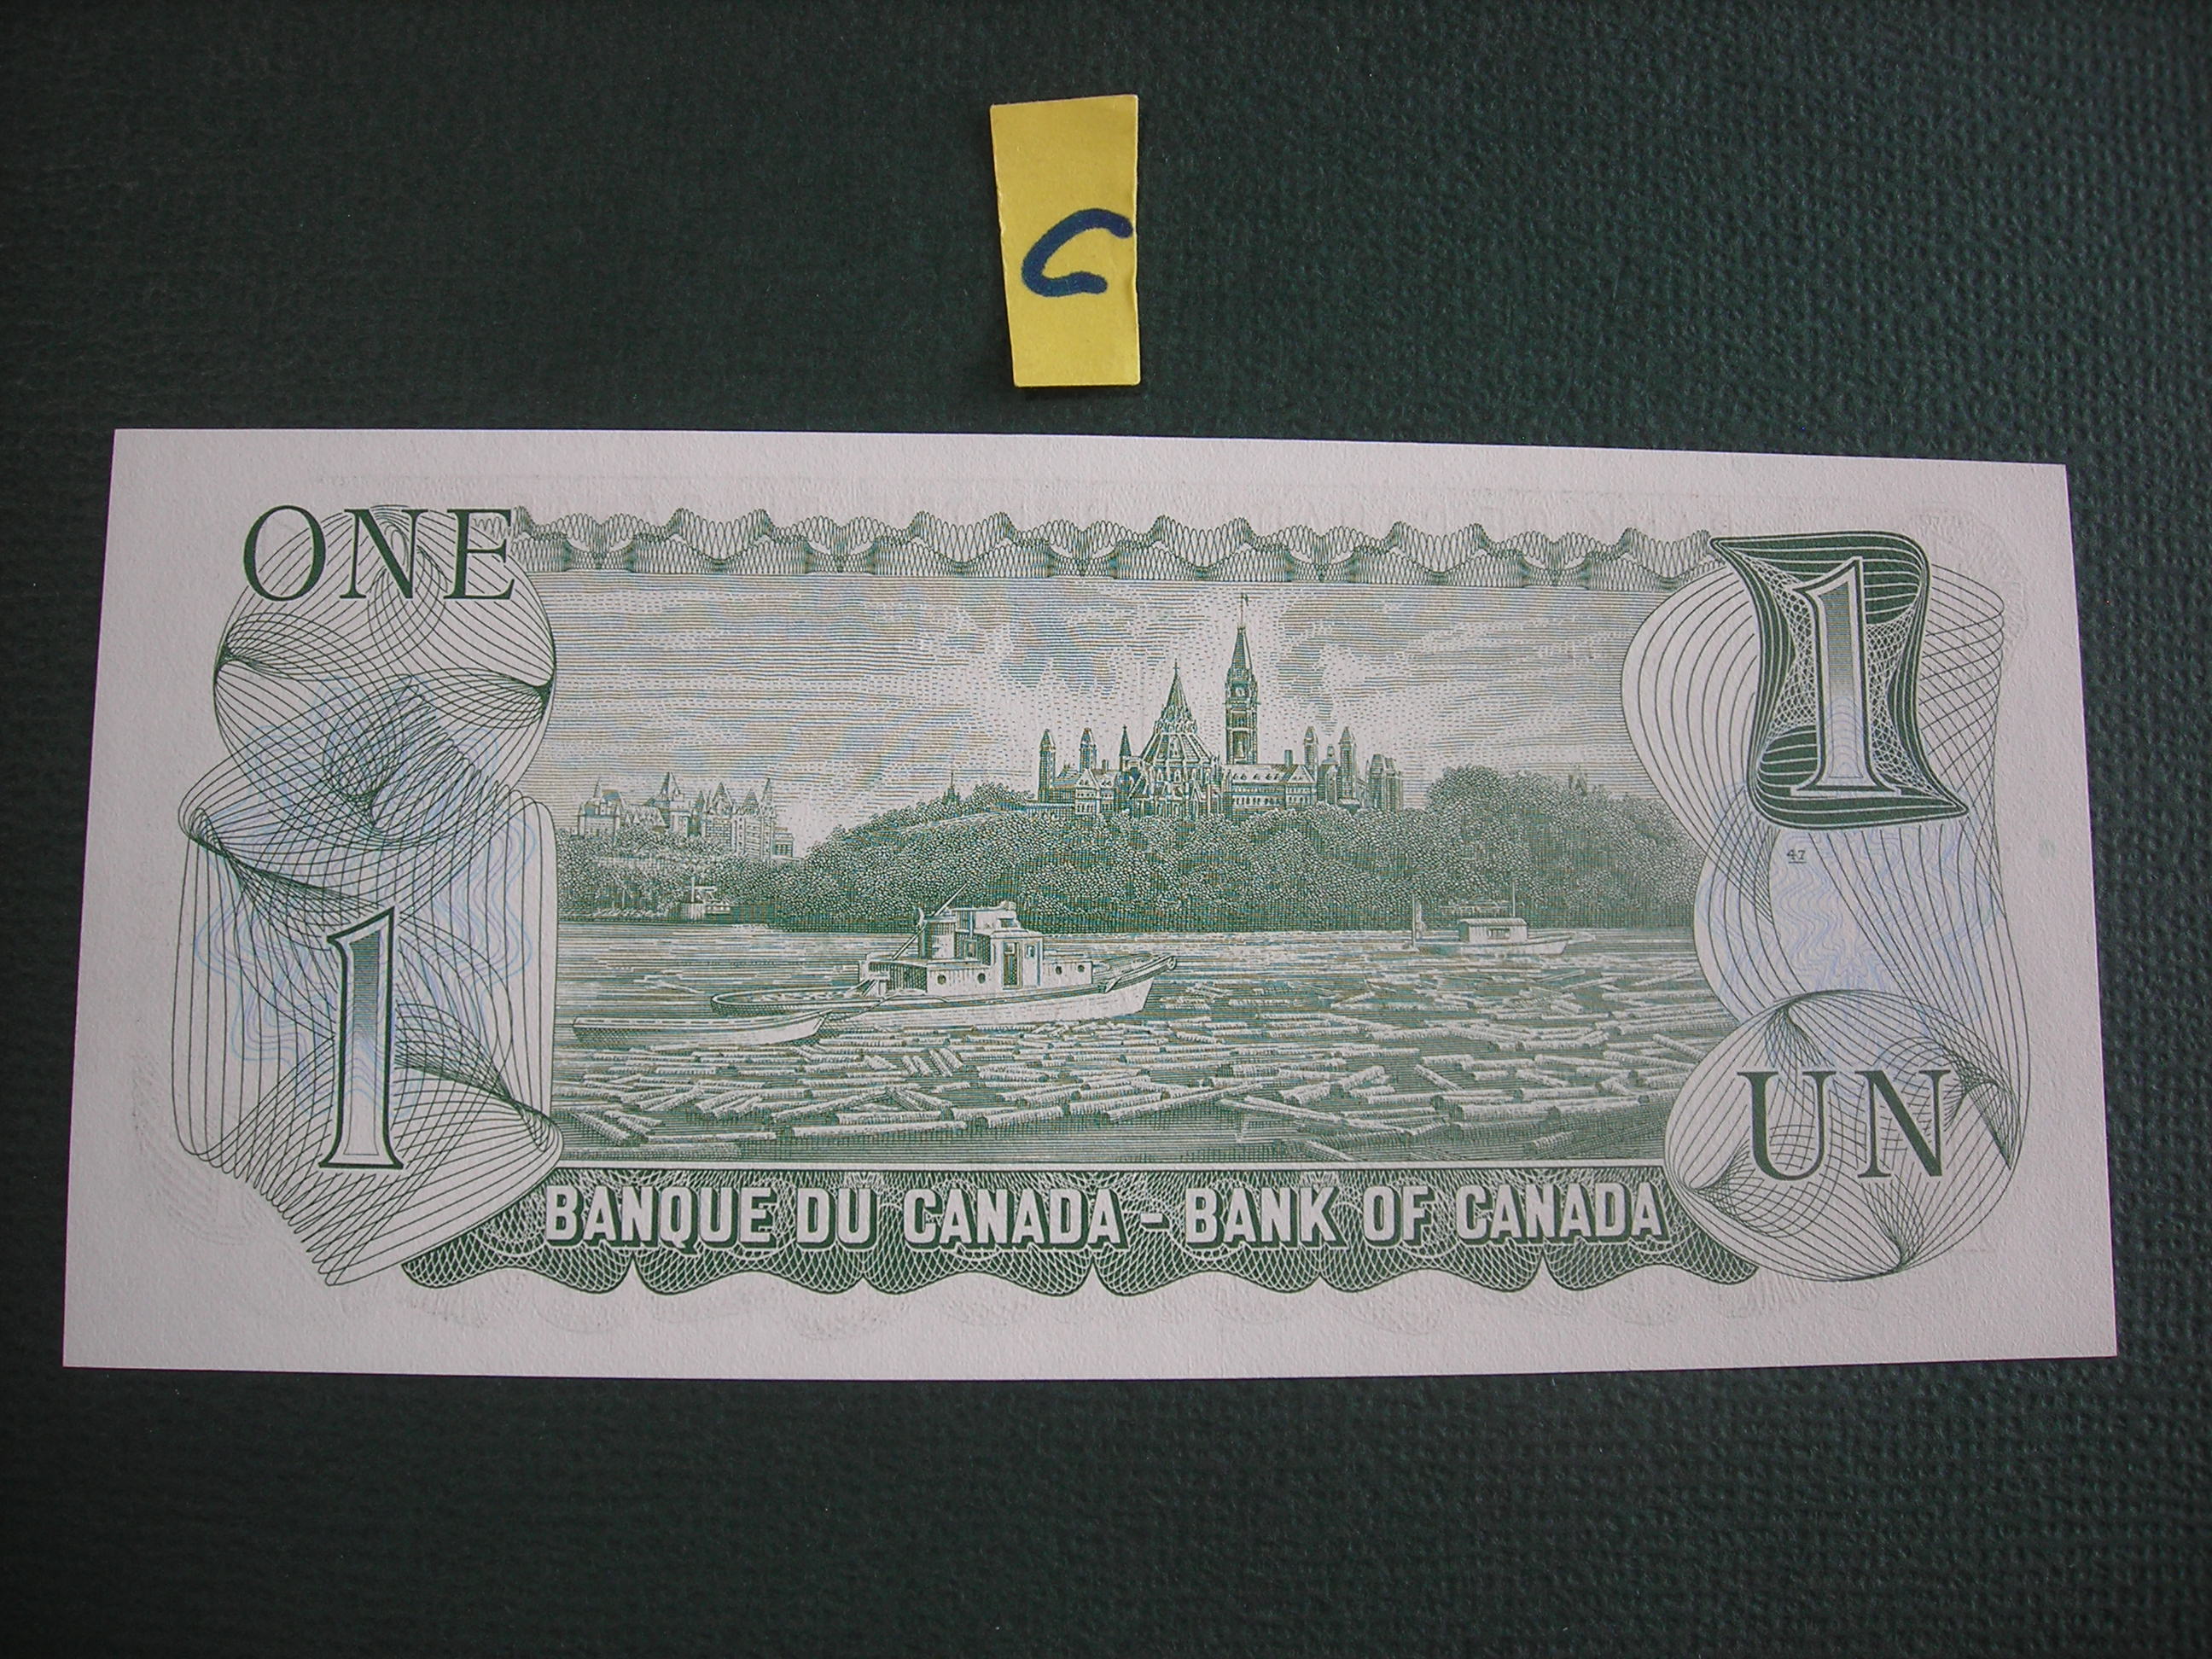 C
ONE
1
47
1
UN
BANQUE DU CANADA - BANK OF CANADA